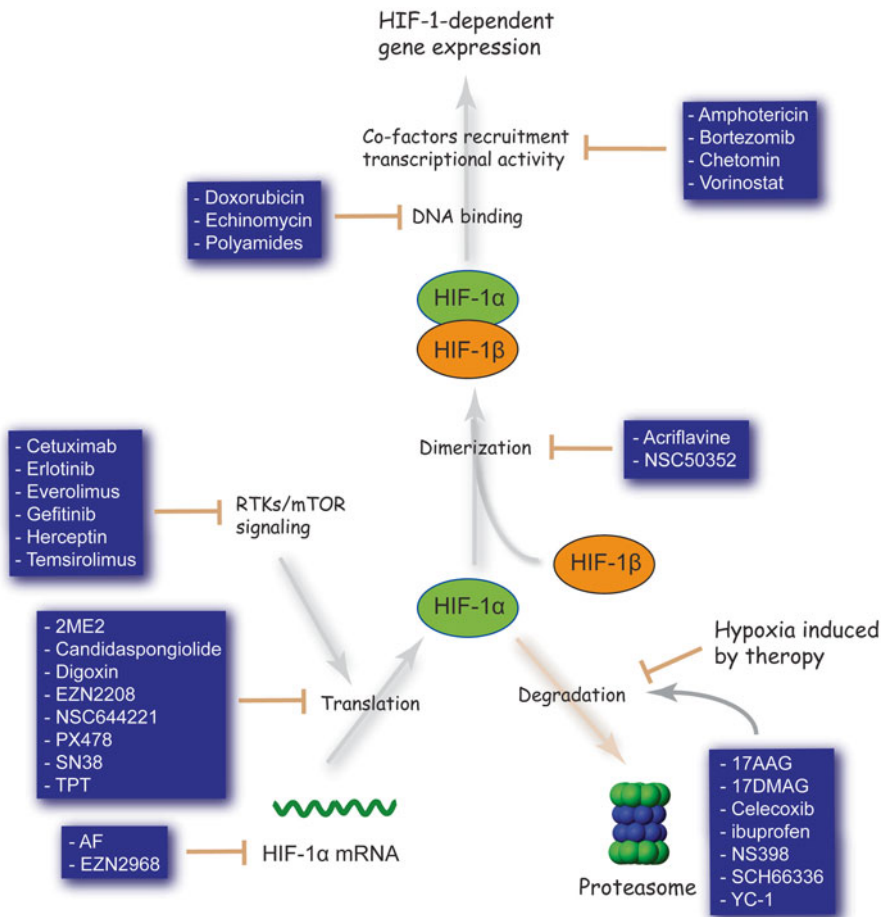 HIF-1-dependent
gene expression
Co-factors recruitment
transcriptional activity
- Amphotericin
- Bortezomib
- Chetomin
- Vorinostat
- Doxorubicin
- Echinomycin
- Polyamides
DNA binding
HIF-1α
HIF-1β
Dimerization
- Acriflavine
- NSC50352
- Cetuximab
- Erlotinib
- Everolimus
- Gefitinib
- Herceptin
- Temsirolimus
RTKs/mTOR
signaling
HIF-1β
HIF-1α
- 2ME2
- Candidaspongiolide
- Digoxin
- EZN2208
- NSC644221
- PX478
- SN38
- TPT
Translation
Degradation
Hypoxia induced
by theropy
- 17AAG
- 17DMAG
- Celecoxib
- ibuprofen
- NS398
- SCH66336
- YC-1
- AF
- EZN2968
HIF-1α mRNA
Proteasome